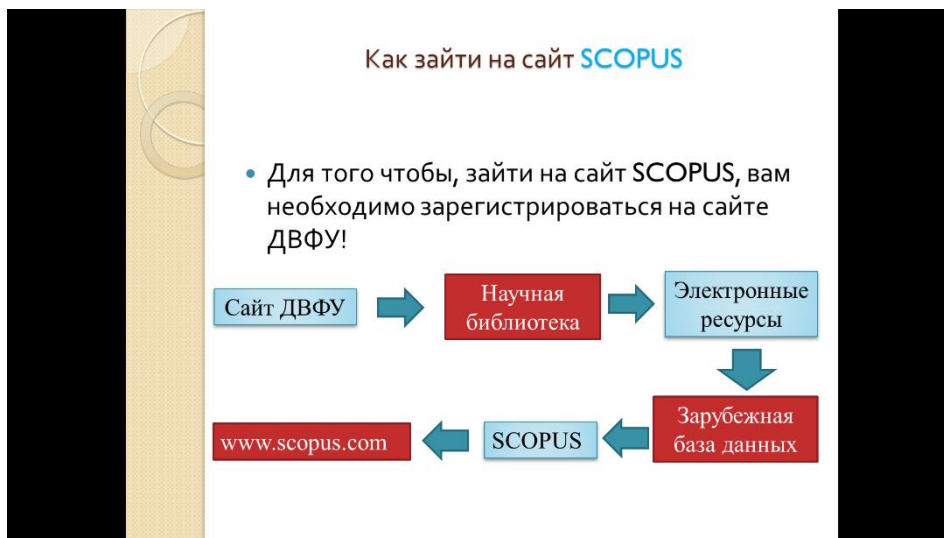 Как зайти на сайт SCOPUS
• Для того чтобы, зайти на сайт SCOPUS, вам
необходимо зарегистрироваться на сайте
ДВФУ!
Сайт ДВФУ
Научная
библиотека
Электронные
ресурсы
Зарубежная
база данных
SCOPUS
www.scopus.com